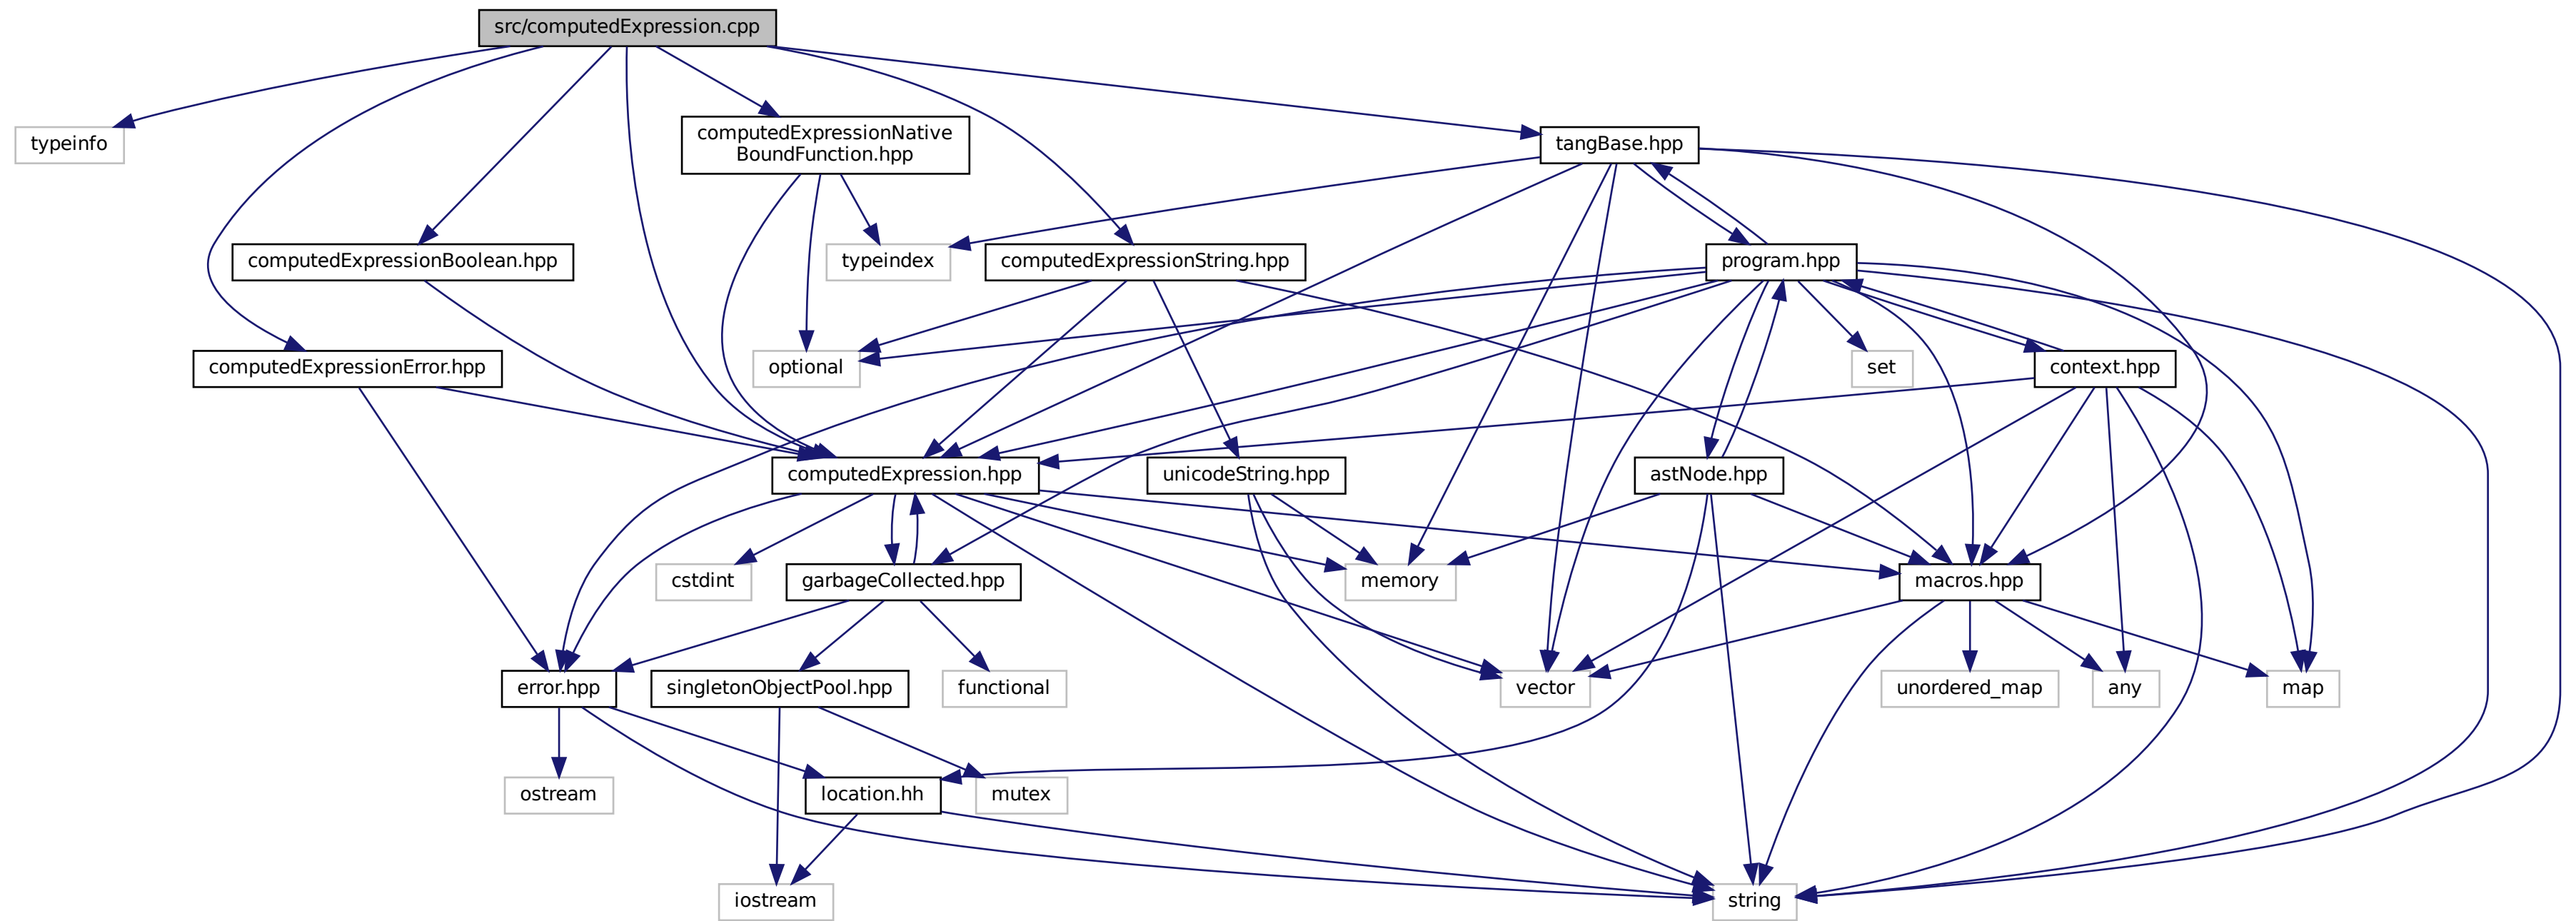 src/computedExpression.cpp
typeinfo
computedExpressionNative
BoundFunction.hpp
tangBase.hpp
computedExpressionBoolean.hpp
typeindex
computedExpressionString.hpp
program.hpp
computedExpressionError.hpp
optional
set
context.hpp
computedExpression.hpp
unicodeString.hpp
astNode.hpp
cstdint
garbageCollected.hpp
memory
macros.hpp
error.hpp
singletonObjectPool.hpp
functional
vector
unordered_map
any
map
ostream
location.hh
mutex
iostream
string